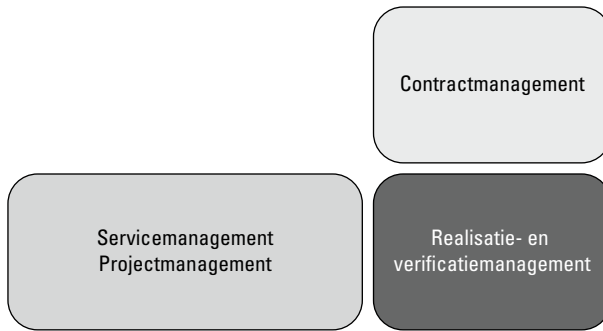 Contractmanagement
Servicemanagement
Projectmanagement
Realisatie- en
verificatiemanagement